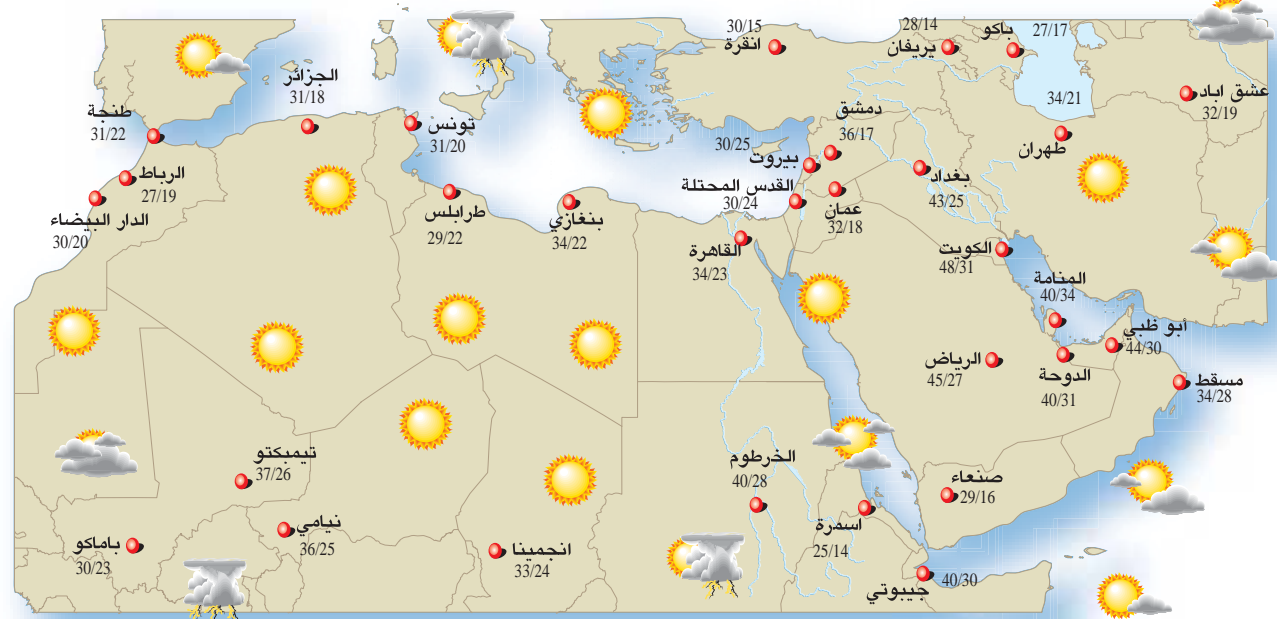 30/15
انقرة
28/14
يريفان
باكو
27/17
34/21
عشق اباد
32/19
الجزائر
31/18
طنجة
31/22
تونس
31/20
دمشق
36/17
طهران
30/25
بيروت
بغداد
43/25
الرباط
27/19
القدس المحتلة
30/24
عمان
32/18
الدار البيضاء
30/20
طرابلس
29/22
بنغازي
34/22
القاهرة
34/23
الكويت
48/31
المنامة
40/34
أبو ظبي
44/30
الرياض
45/27
الدوحة
40/31
مسقط
34/28
تيمبكتو
37/26
الخرطوم
40/28
صنعاء
29/16
نيامي
36/25
اسمرة
25/14
باماكو
30/23
انجمينا
33/24
جيبوتي
40/30